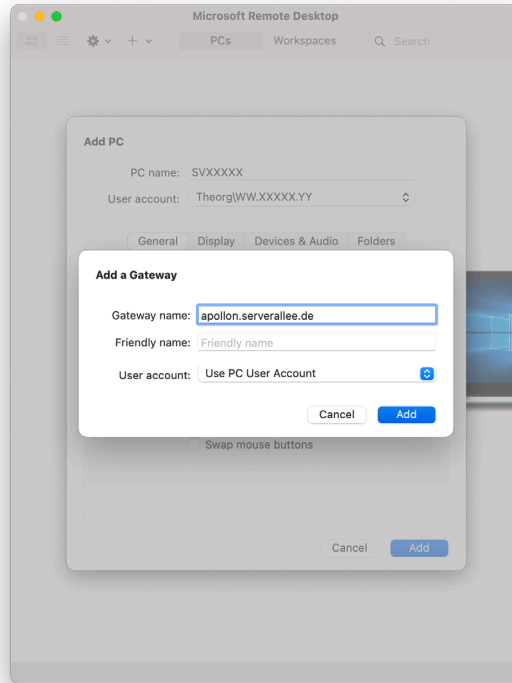 Microsoft Remote Desktop
PCs Workspaces Search
Add PC
PC name: SVXXXXX
User account: Theorg\WW.XXXXX.YY
General Display Devices & Audio Folders
Add a Gateway
Gateway name: apollon.serverallee.de
Friendly name: Friendly name
User account: Use PC User Account
Cancel Add
Swap mouse buttons
Cancel Add